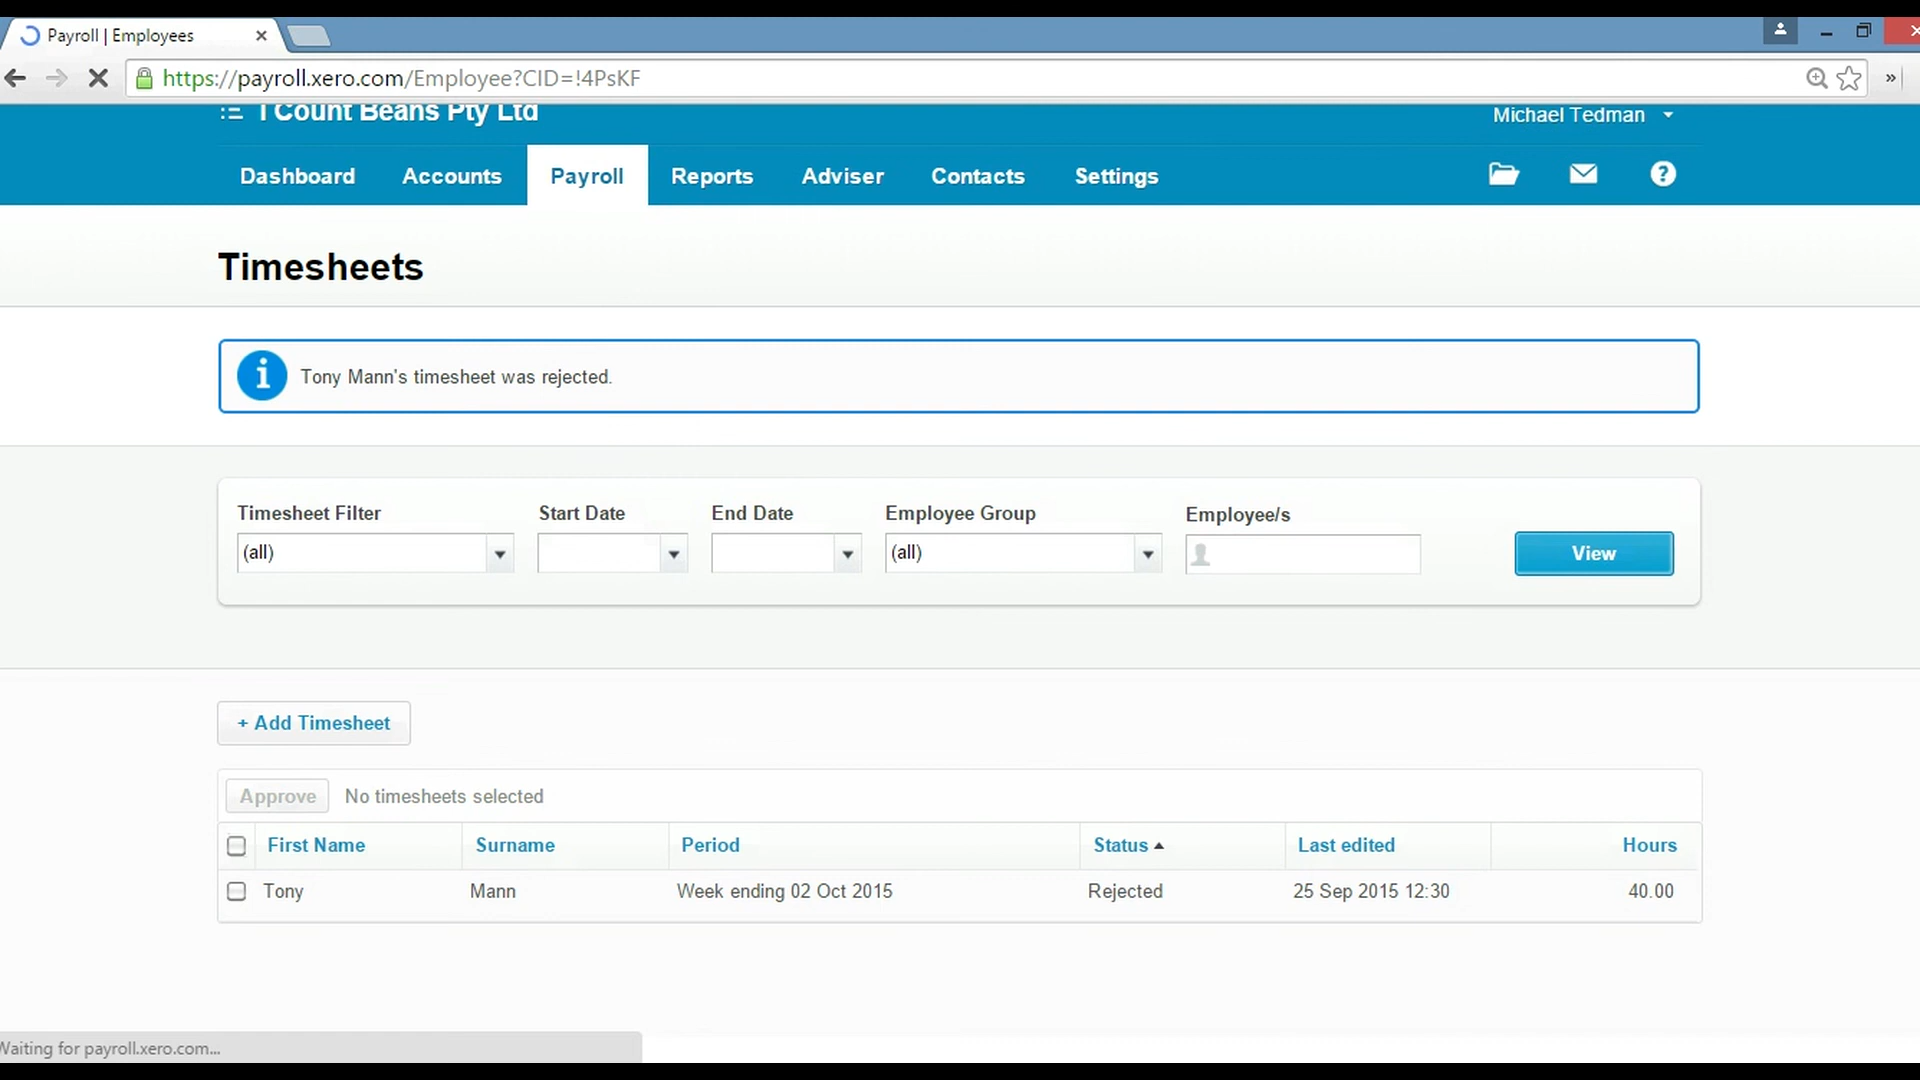 Payroll | Employees
https://payroll.xero.com/Employee?CID=!4PsKF
Count Beans Pty Ltd
Michael Tedman
Dashboard Accounts Payroll Reports Adviser Contacts Settings
Timesheets
Tony Mann's timesheet was rejected.
Timesheet Filter Start Date End Date Employee Group Employee/s
(all) (all) View
+ Add Timesheet
Approve No timesheets selected
First Name Surname Period Status Last edited Hours
Tony Mann Week ending 02 Oct 2015 Rejected 25 Sep 2015 12:30 40.00
Waiting for payroll.xero.com...